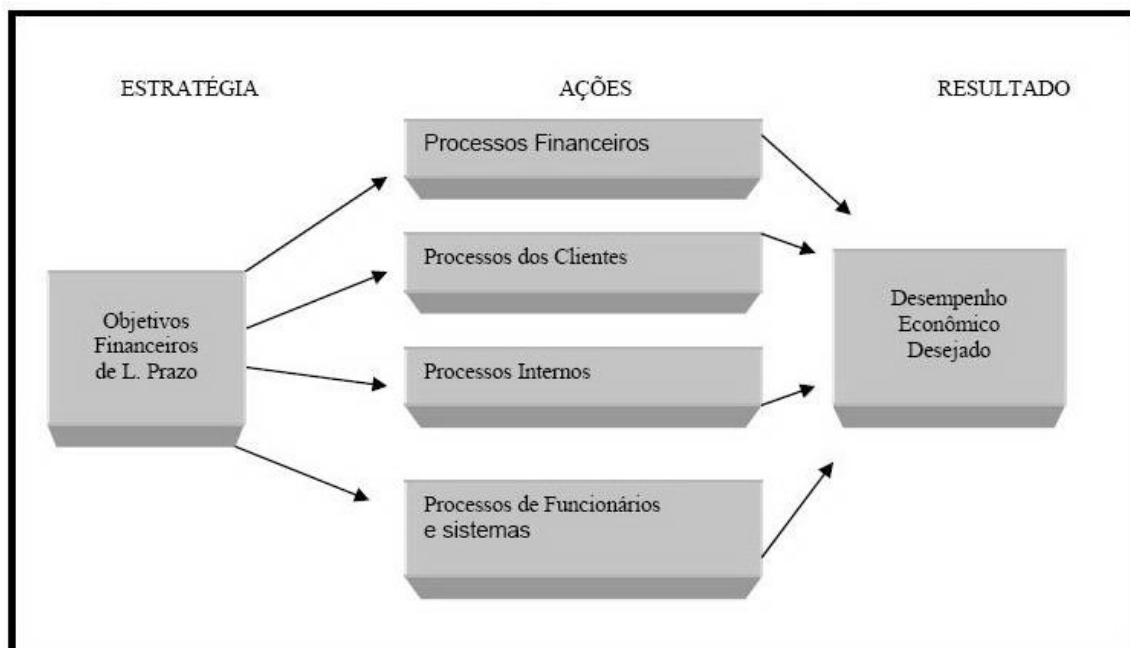 ESTRATÉGIA
AÇÕES
RESULTADO
Processos Financeiros
Processos dos Clientes
Objetivos
Financeiros
de L. Prazo
Processos Internos
Processos de Funcionários
e sistemas
Desempenho
Econômico
Desejado